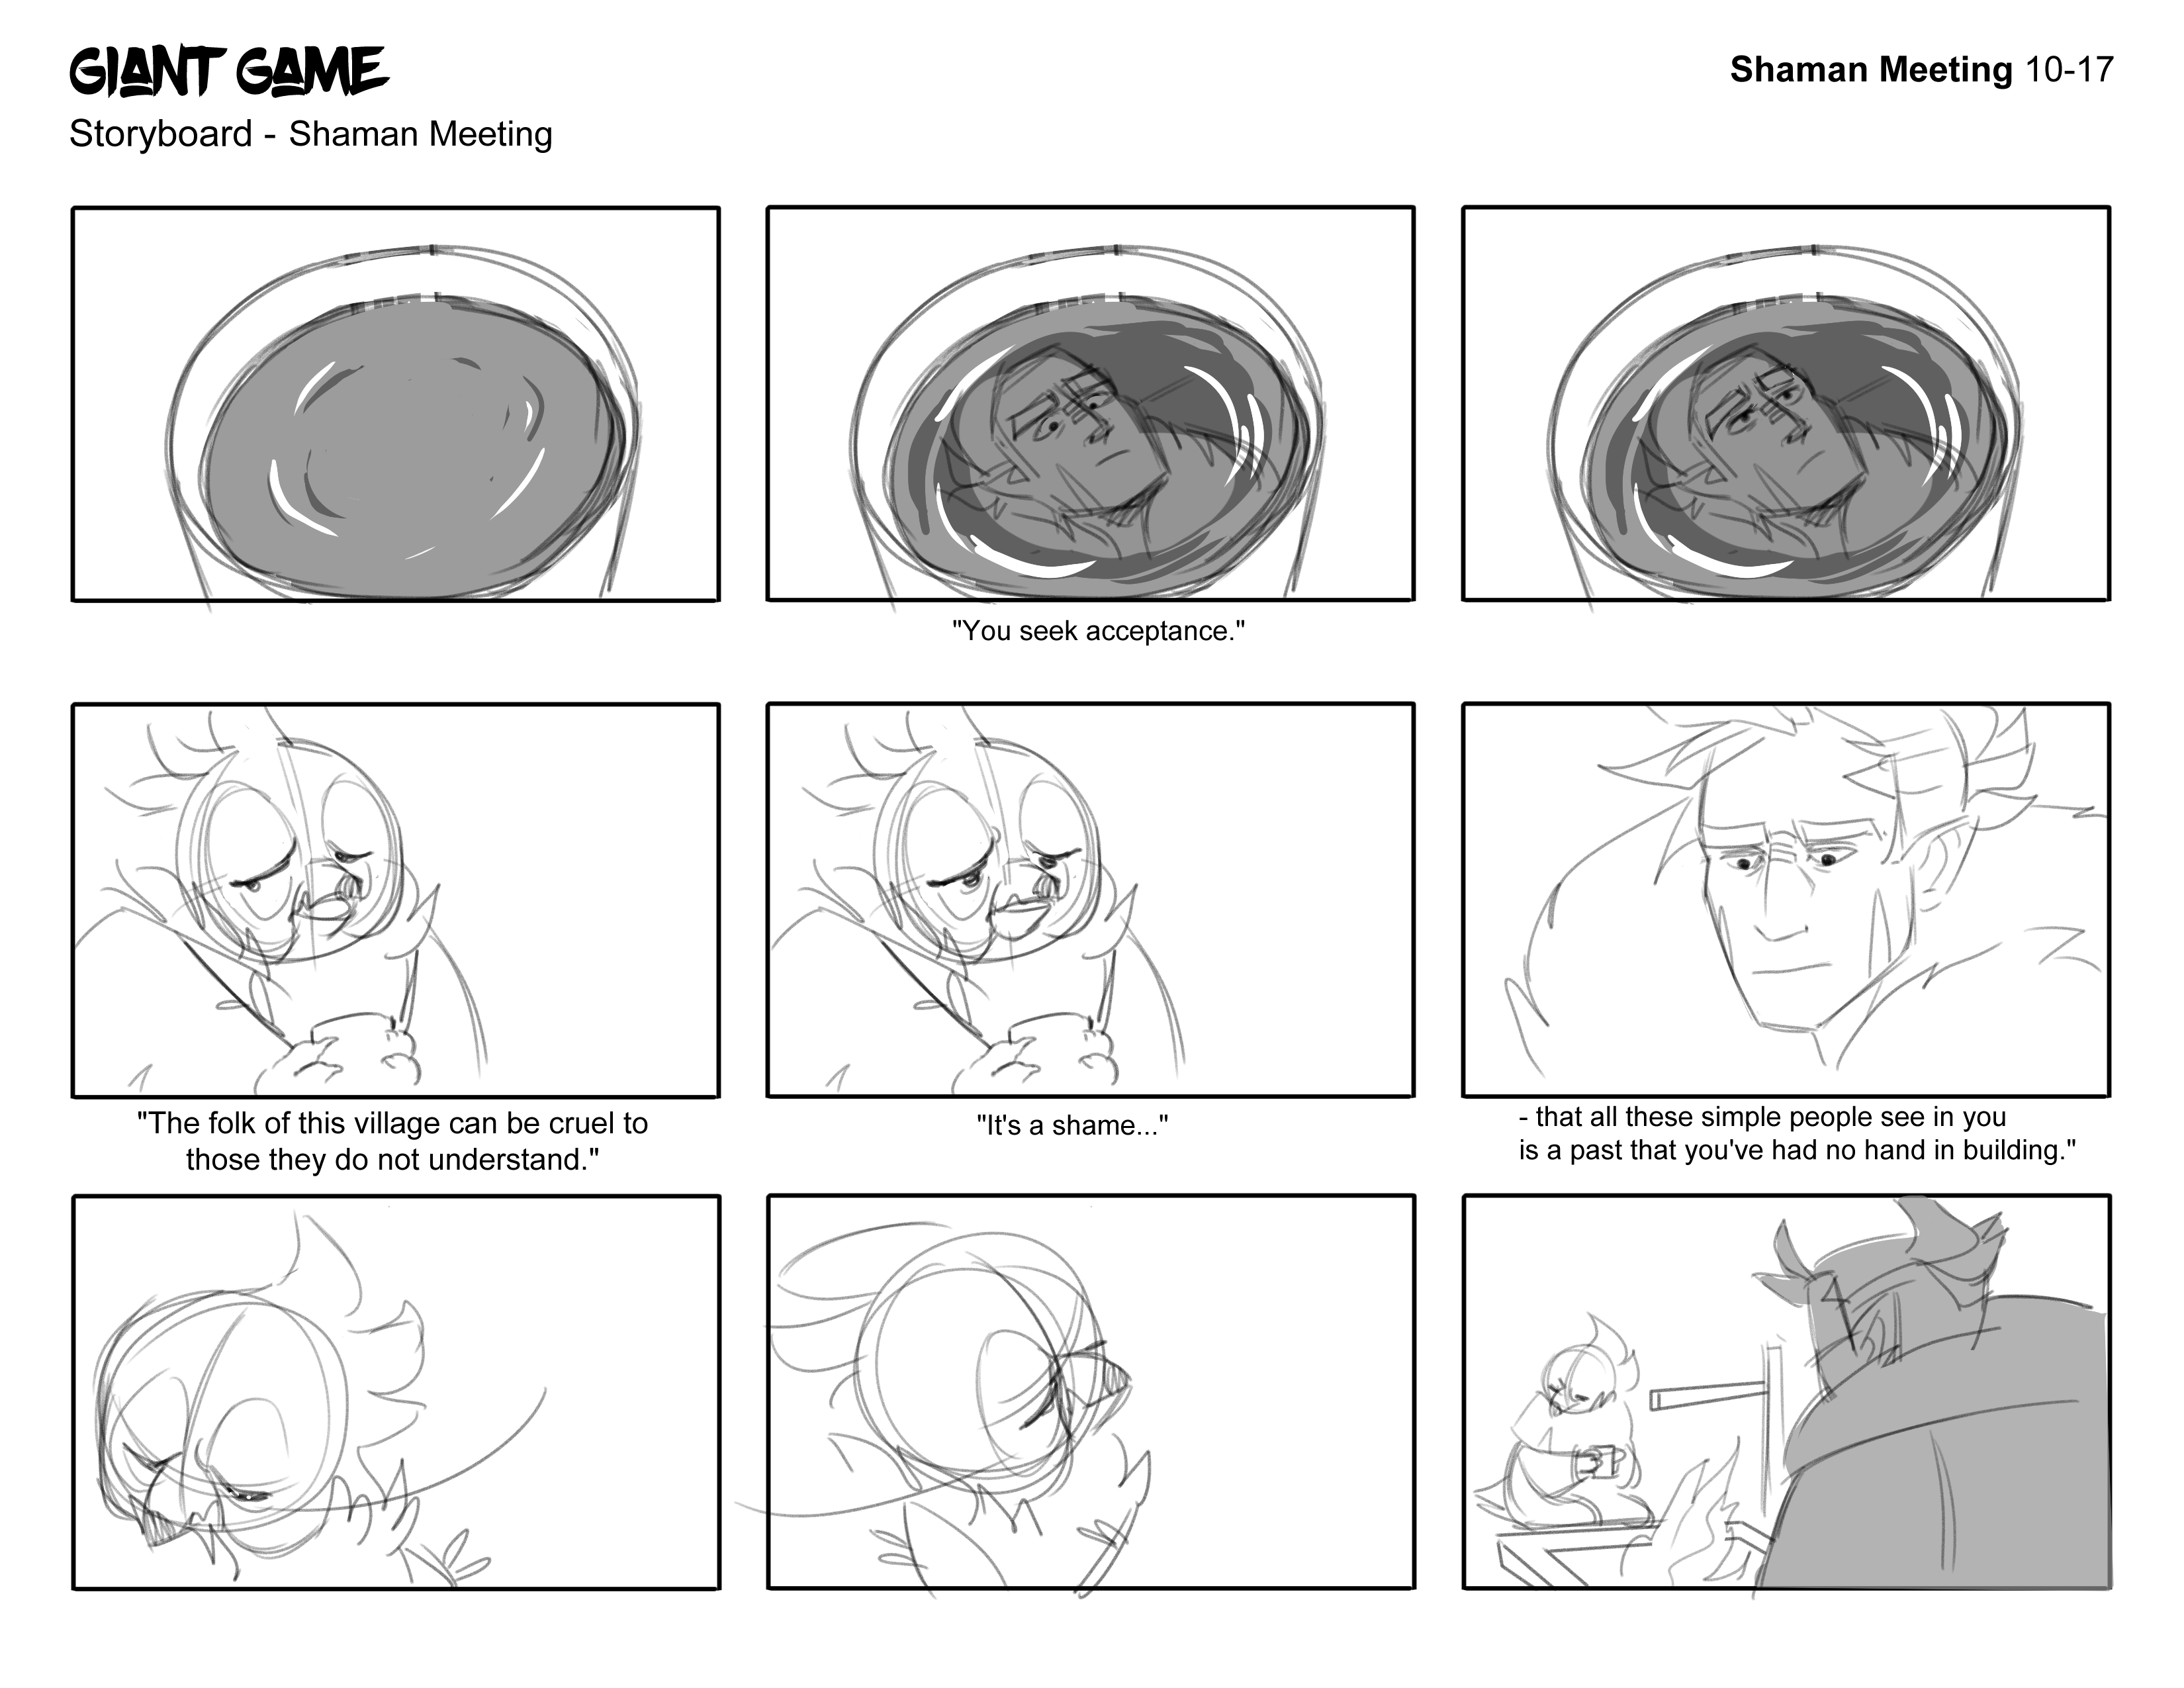 GIANT GAME
Shaman Meeting 10-17
Storyboard - Shaman Meeting
"You seek acceptance."
"The folk of this village can be cruel to
those they do not understand."
"It's a shame..."
- that all these simple people see in you
is a past that you've had no hand in building."